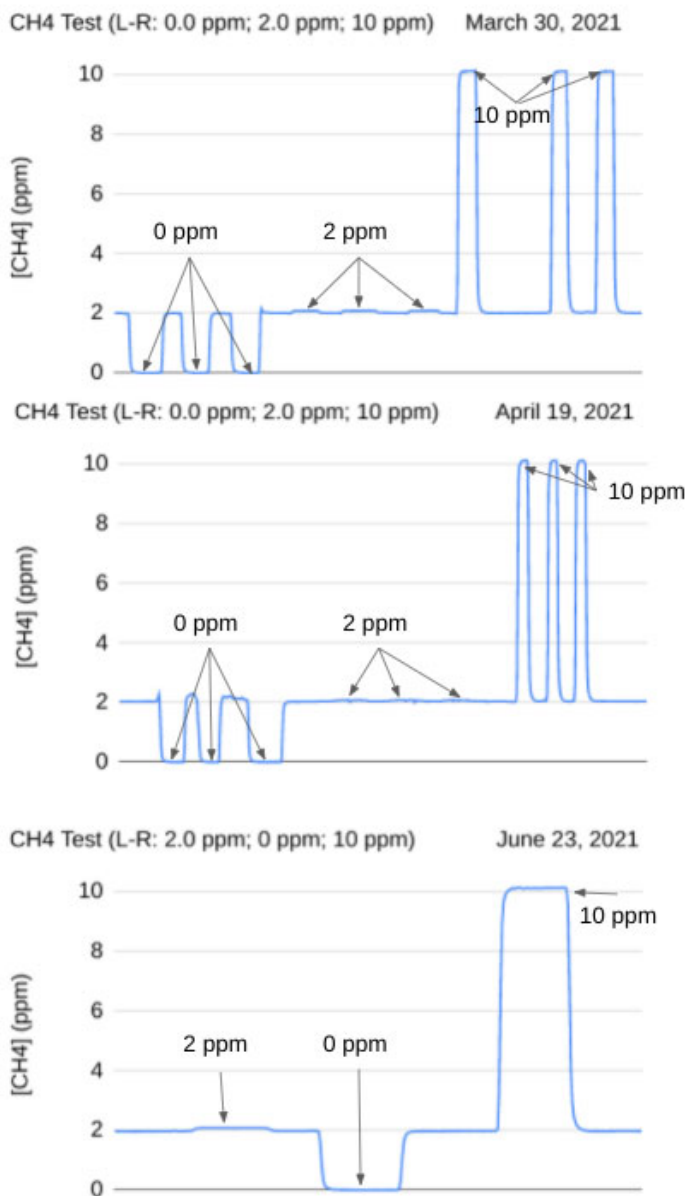 CH4 Test (L-R: 0.0 ppm; 2.0 ppm; 10 ppm) March 30, 2021
10
10 ppm
8
[CH4] (ppm)
6
0 ppm 2 ppm
4
2
0
CH4 Test (L-R: 0.0 ppm; 2.0 ppm; 10 ppm) April 19, 2021
10
10 ppm
8
[CH4] (ppm)
6
0 ppm 2 ppm
4
2
0
CH4 Test (L-R: 2.0 ppm; 0 ppm; 10 ppm) June 23, 2021
10
10 ppm
8
[CH4] (ppm)
6
2 ppm 0 ppm
4
2
0